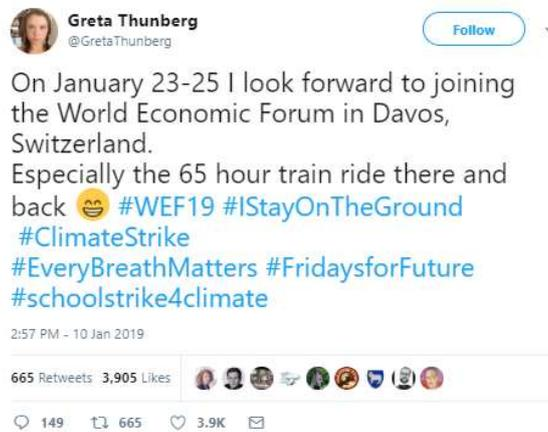 Greta Thunberg
@GretaThunberg
Follow
On January 23-25 I look forward to joining
the World Economic Forum in Davos,
Switzerland.
Especially the 65 hour train ride there and
back 😄 #WEF19 #IStayOnTheGround
#ClimateStrike
#EveryBreathMatters #FridaysforFuture
#schoolstrike4climate
2:57 PM - 10 Jan 2019
665 Retweets 3,905 Likes
149 665 3.9K